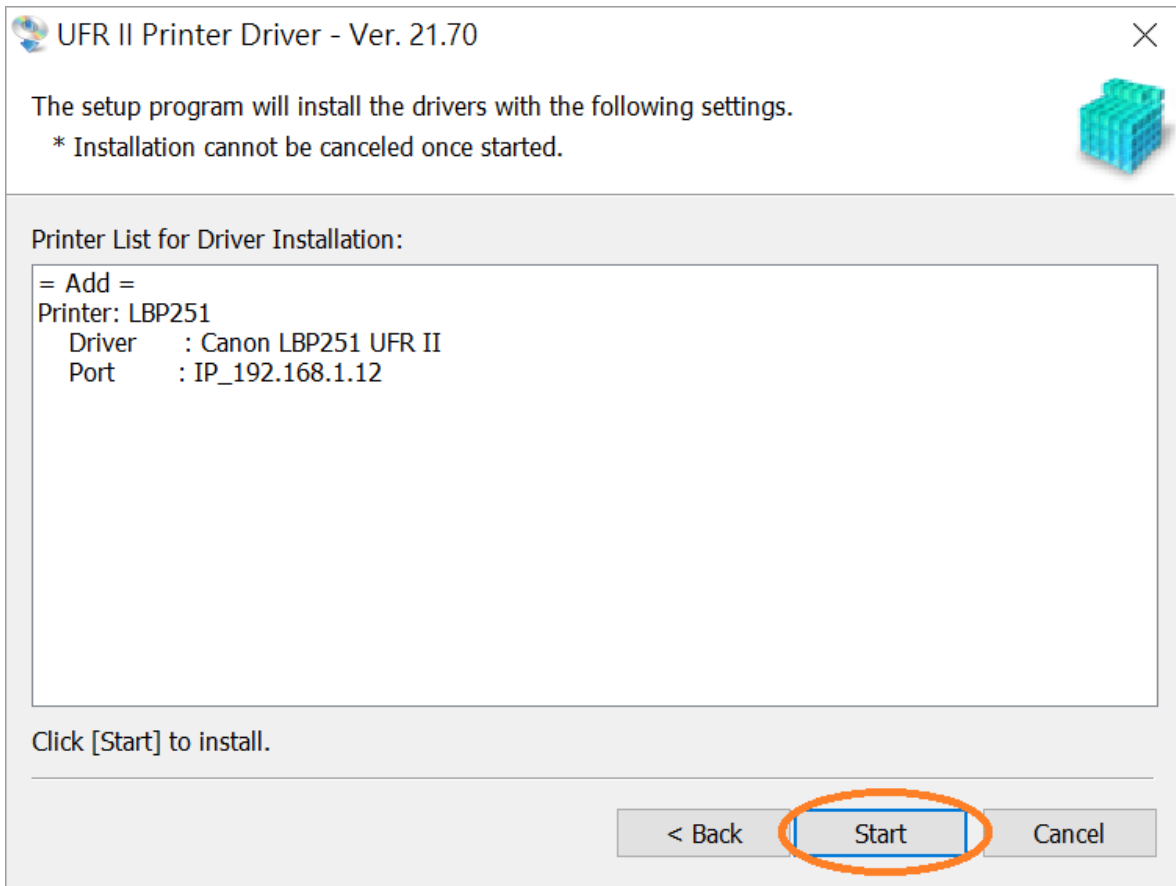 UFR II Printer Driver - Ver. 21.70
The setup program will install the drivers with the following settings.
* Installation cannot be canceled once started.
Printer List for Driver Installation:
= Add =
Printer: LBP251
Driver : Canon LBP251 UFR II
Port : IP_192.168.1.12
Click [Start] to install.
< Back Start Cancel